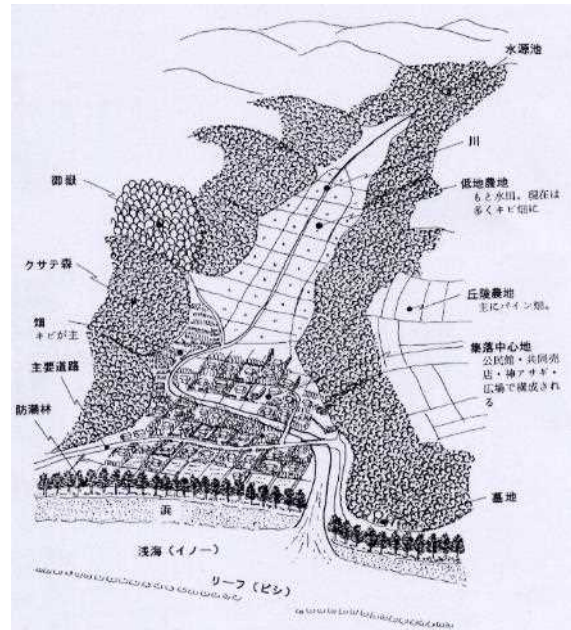 水源池
川
低地農地
もと水田、現在は
多くキビ畑に
御嶽
クサテ森
畑
キビが主
主要道路
防潮林
丘陵農地
主にパイン畑。
集落中心地
公民館・共同売
店・神アサギ・
広場で構成され
る
墓地
浜
浅海(イノー)
リーフ(ピシ)